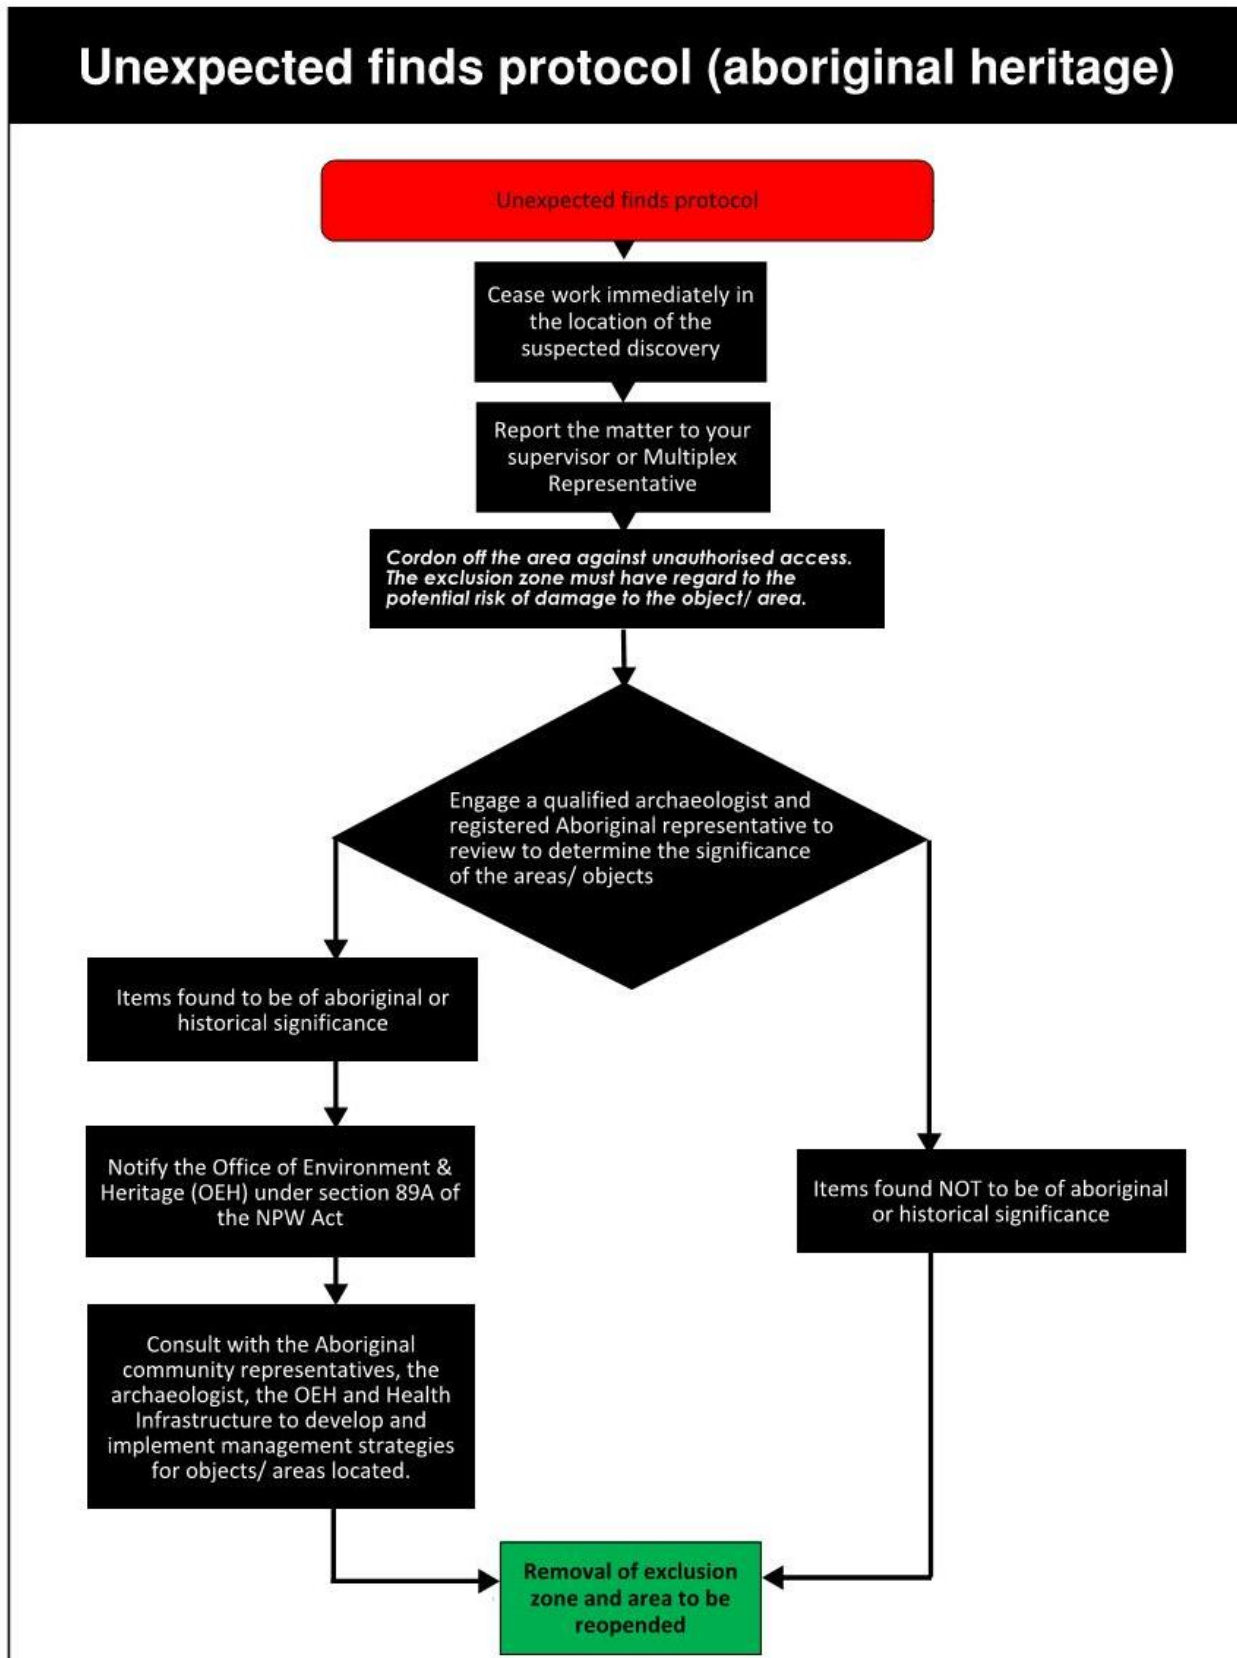 Unexpected finds protocol (aboriginal heritage)
Unexpected finds protocol
Cease work immediately in
the location of the
suspected discovery
Report the matter to your
supervisor or Multiplex
Representative
Cordon off the area against unauthorised access.
The exclusion zone must have regard to the
potential risk of damage to the object/ area.
Engage a qualified archaeologist and
registered Aboriginal representative to
review to determine the significance
of the areas/ objects
Items found to be of aboriginal or
historical significance
Notify the Office of Environment &
Heritage (OEH) under section 89A of
the NPW Act
Items found NOT to be of aboriginal
or historical significance
Consult with the Aboriginal
community representatives, the
archaeologist, the OEH and Health
Infrastructure to develop and
implement management strategies
for objects/ areas located.
Removal of exclusion
zone and area to be
reopended